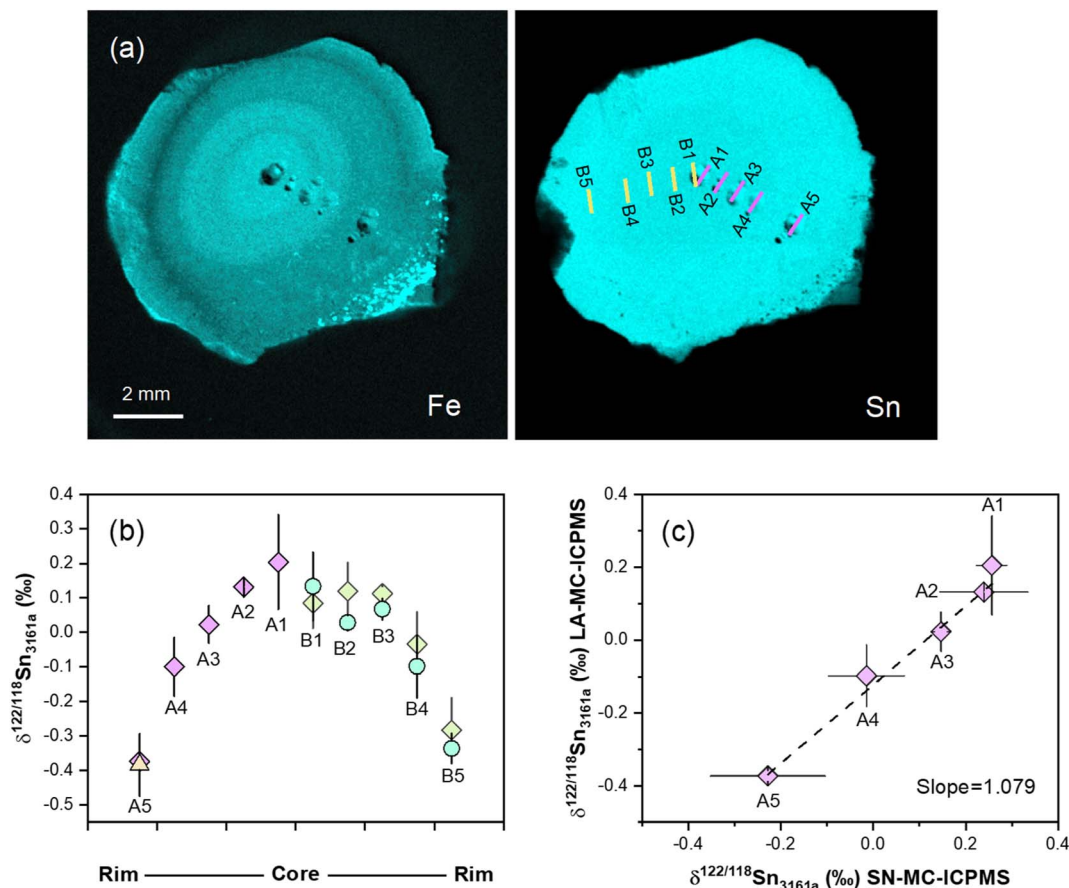 (a)
2 mm
Fe
B5
B4
B3
B2
B1
A1
A2
A3
A4
A5
Sn
(b)
δ122/118Sn3161a (‰)
0.4
0.3
0.2
0.1
0.0
-0.1
-0.2
-0.3
-0.4
-0.5
A5
A4
A3
A2
A1
B1
B2
B3
B4
B5
Rim
Core
Rim
(c)
δ122/118Sn3161a (‰) LA-MC-ICPMS
0.4
0.2
0.0
-0.2
-0.4
A1
A2
A3
A4
A5
Slope=1.079
-0.4
-0.2
0.0
0.2
0.4
δ122/118Sn3161a (‰) SN-MC-ICPMS